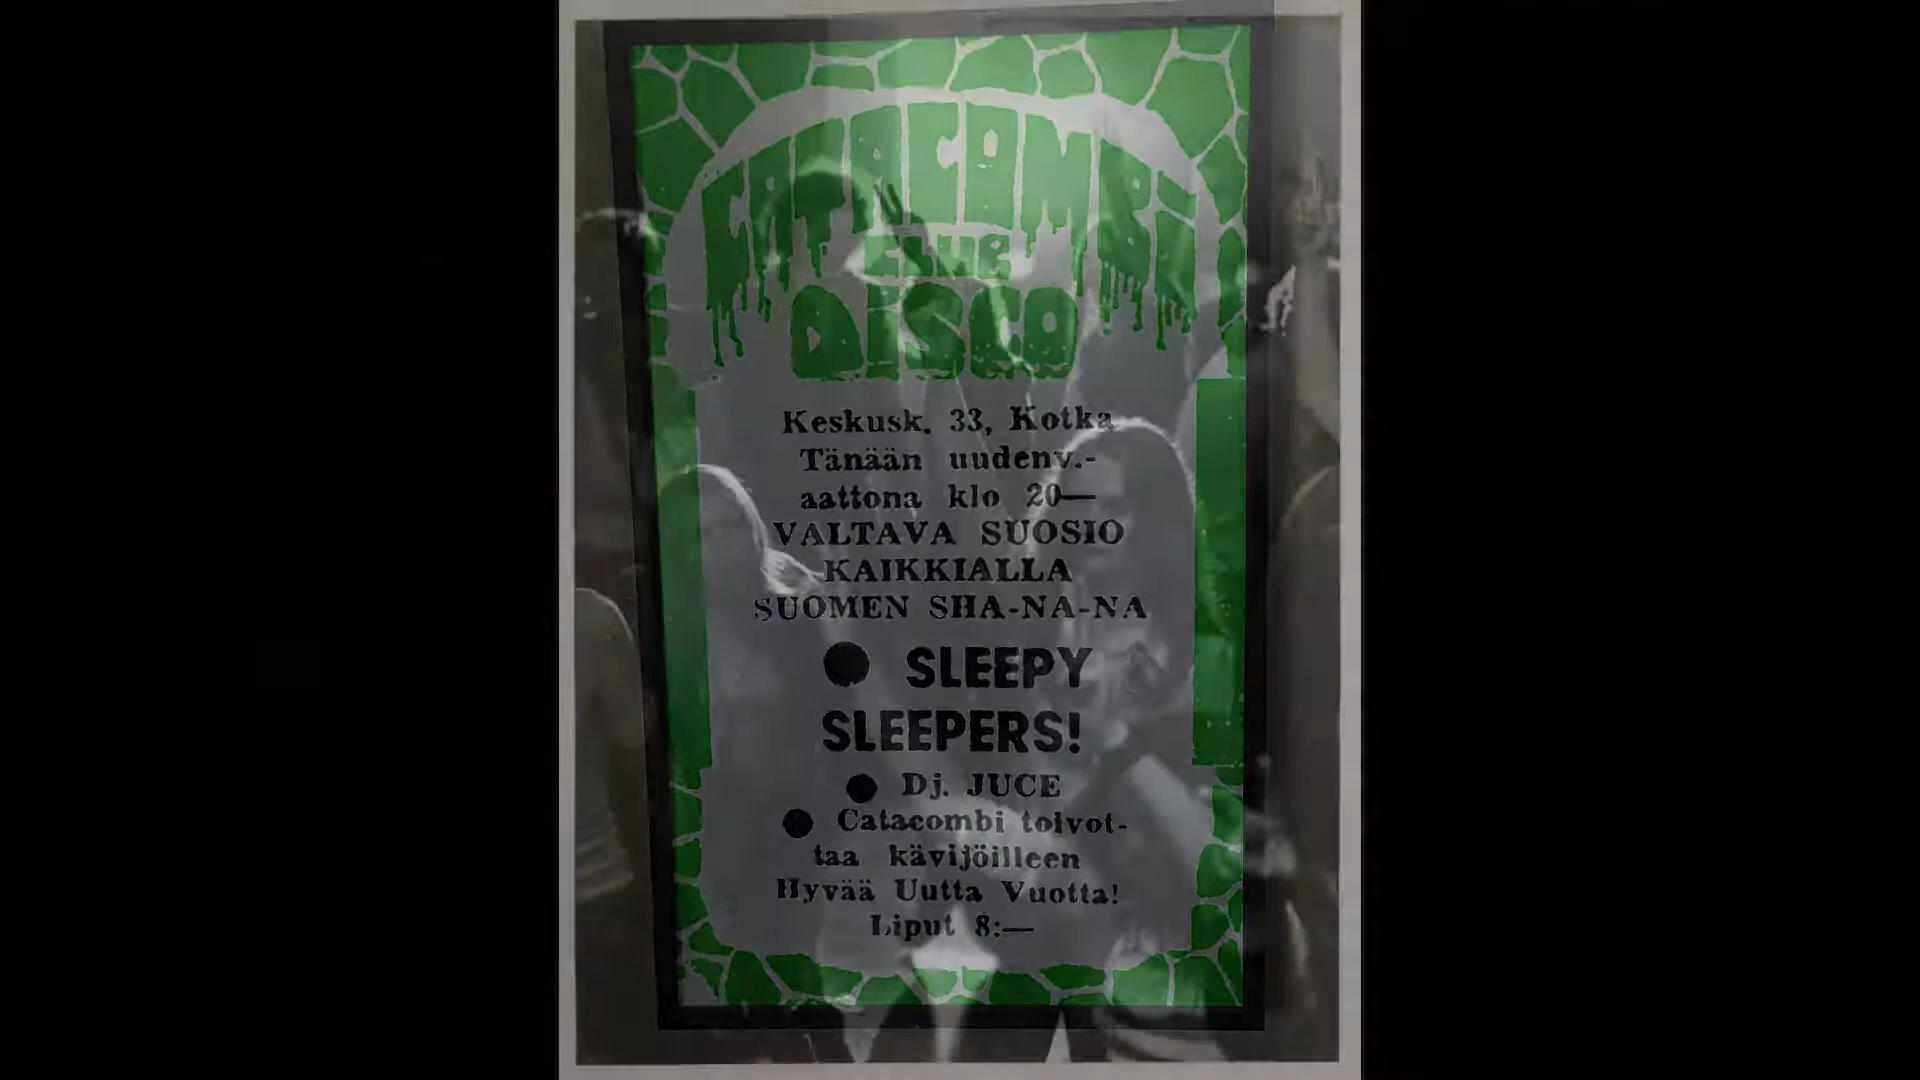 CATACOMBI
CLUB
DISCO
Keskusk. 33, Kotka
Tänään uudenv.-
aattona klo 20—
VALTAVA SUOSIO
KAIKKIALLA
SUOMEN SHA-NA-NA
● SLEEPY
SLEEPERS!
● Dj. JUCE
● Catacombi toivot-
taa kävijöilleen
Hyvää Uutta Vuotta!
Liput 8:—